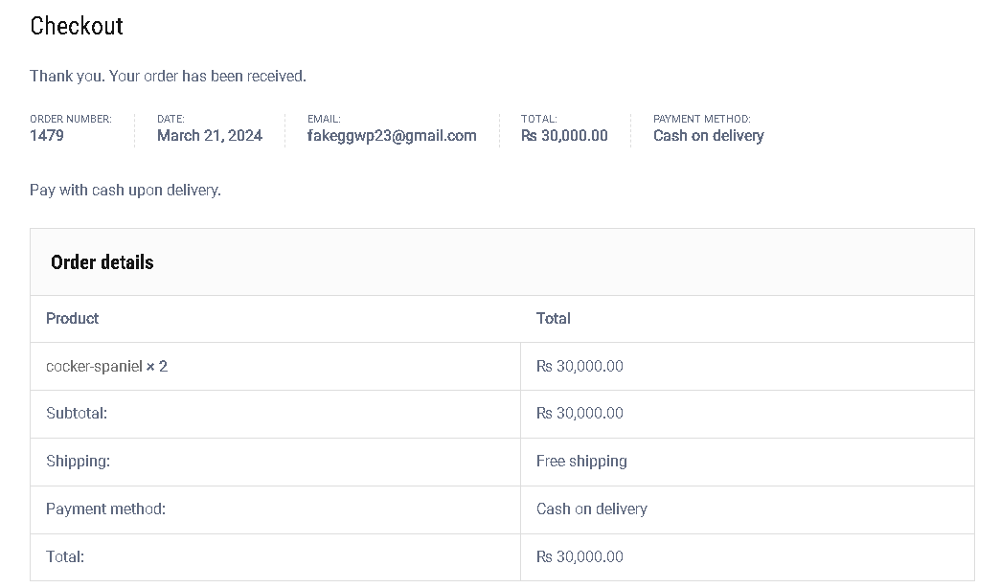 Checkout
Thank you. Your order has been received.
ORDER NUMBER: DATE: EMAIL: TOTAL: PAYMENT METHOD:
1479 March 21, 2024 fakeggwp23@gmail.com Rs 30,000.00 Cash on delivery
Pay with cash upon delivery.
Order details
Product Total
cocker-spaniel × 2 Rs 30,000.00
Subtotal: Rs 30,000.00
Shipping: Free shipping
Payment method: Cash on delivery
Total: Rs 30,000.00